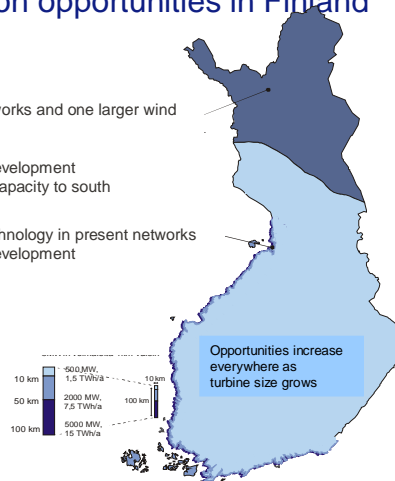 on opportunities in Finland
works and one larger wind
evelopment
apacity to south
hnology in present networks
evelopment
Opportunities increase
everywhere as
turbine size grows
10 km
50 km
100 km
500 MW,
1,5 TWh/a
2000 MW,
7,5 TWh/a
5000 MW,
15 TWh/a
10 km
100 km